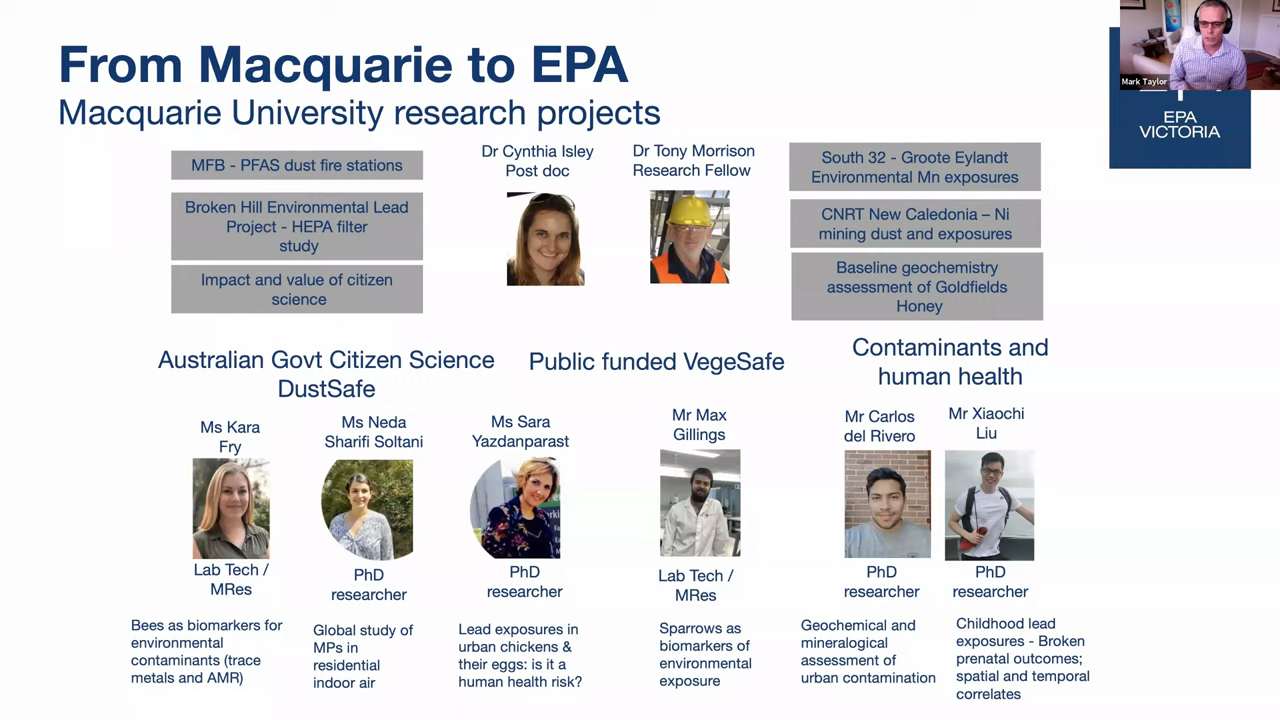 From Macquarie to EPA
Macquarie University research projects
Mark Taylor
EPA
VICTORIA
MFB - PFAS dust fire stations
Broken Hill Environmental Lead
Project - HEPA filter
study
Impact and value of citizen
science
Dr Cynthia Isley
Post doc
Dr Tony Morrison
Research Fellow
South 32 - Groote Eylandt
Environmental Mn exposures
CNRT New Caledonia – Ni
mining dust and exposures
Baseline geochemistry
assessment of Goldfields
Honey
Australian Govt Citizen Science
DustSafe
Public funded VegeSafe
Contaminants and
human health
Ms Kara
Fry
Lab Tech /
MRes
Bees as biomarkers for
environmental
contaminants (trace
metals and AMR)
Ms Neda
Sharifi Soltani
PhD
researcher
Global study of
MPs in
residential
indoor air
Ms Sara
Yazdanparast
PhD
researcher
Lead exposures in
urban chickens &
their eggs: is it a
human health risk?
Mr Max
Gillings
Lab Tech /
MRes
Sparrows as
biomarkers of
environmental
exposure
Mr Carlos
del Rivero
PhD
researcher
Geochemical and
mineralogical
assessment of
urban contamination
Mr Xiaochi
Liu
PhD
researcher
Childhood lead
exposures - Broken
prenatal outcomes;
spatial and temporal
correlates